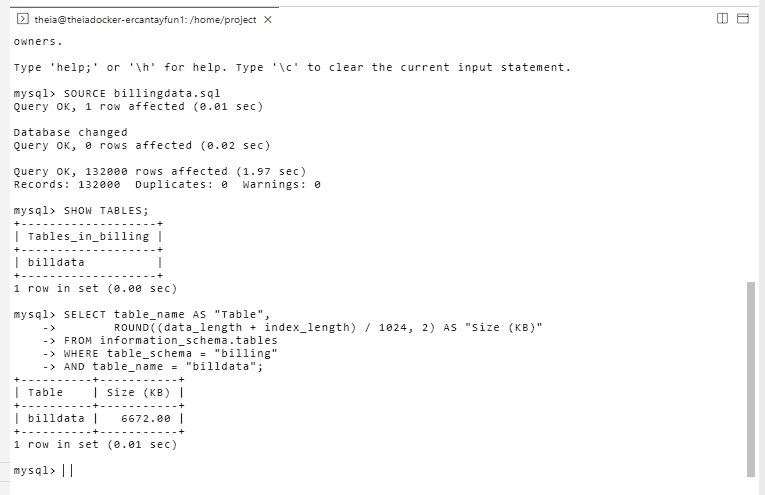 theia@theiadocker-ercantayfun1: /home/project ×
owners.
Type 'help;' or '\h' for help. Type '\c' to clear the current input statement.
mysql> SOURCE billingdata.sql
Query OK, 1 row affected (0.01 sec)
Database changed
Query OK, 0 rows affected (0.02 sec)
Query OK, 132000 rows affected (1.97 sec)
Records: 132000  Duplicates: 0  Warnings: 0
mysql> SHOW TABLES;
+-------------------+
| Tables_in_billing |
+-------------------+
| billdata          |
+-------------------+
1 row in set (0.00 sec)
mysql> SELECT table_name AS "Table",
    ->        ROUND((data_length + index_length) / 1024, 2) AS "Size (KB)"
    -> FROM information_schema.tables
    -> WHERE table_schema = "billing"
    -> AND table_name = "billdata";
+----------+-----------+
| Table    | Size (KB) |
+----------+-----------+
| billdata |   6672.00 |
+----------+-----------+
1 row in set (0.01 sec)
mysql>